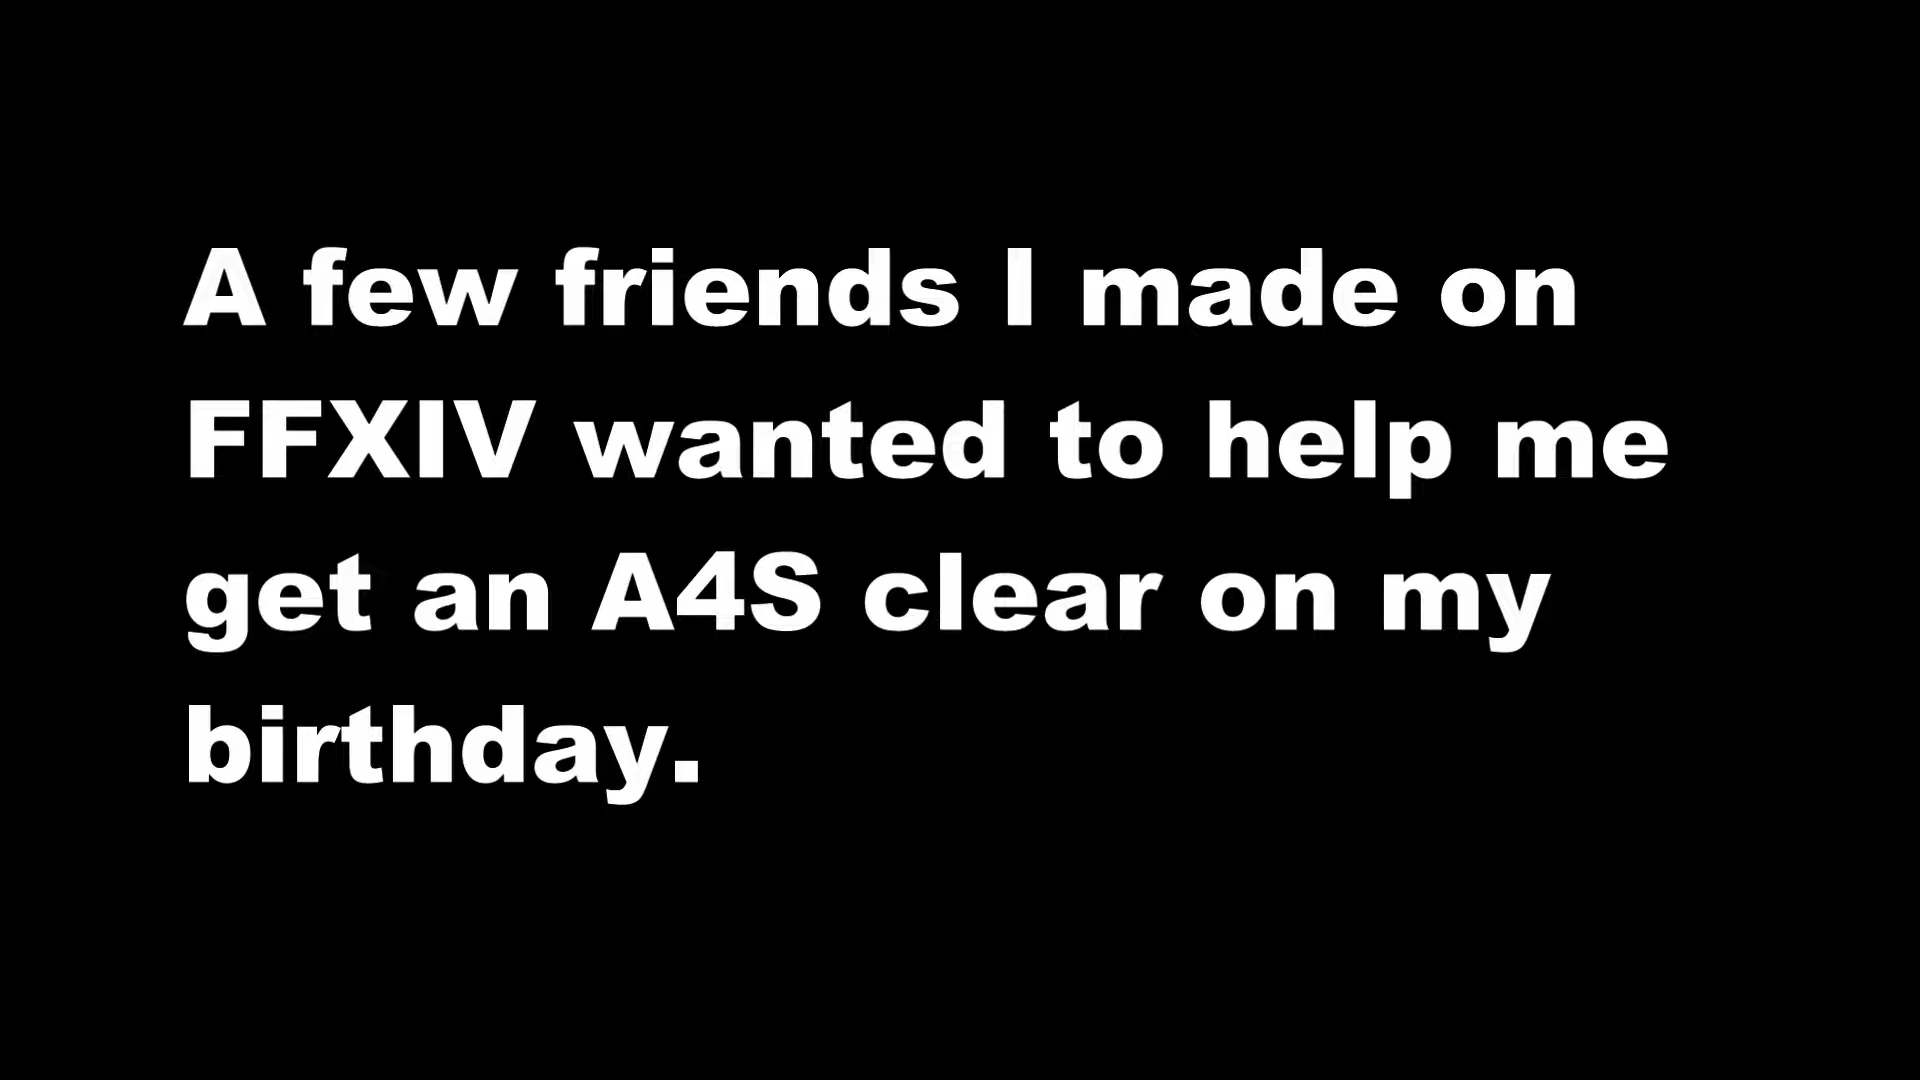 A few friends I made on
FFXIV wanted to help me
get an A4S clear on my
birthday.